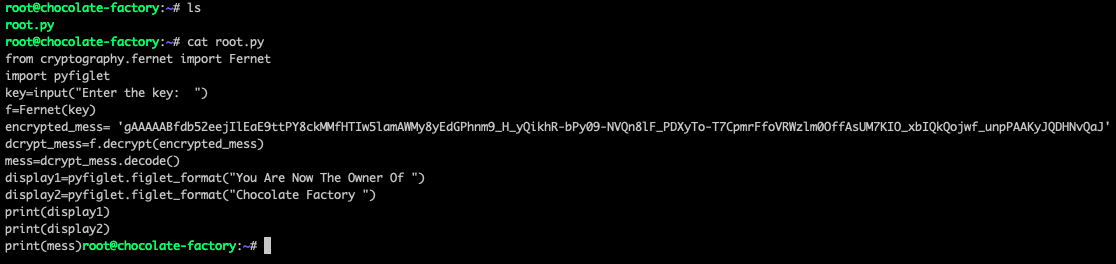 root@chocolate-factory:~# ls
root.py
root@chocolate-factory:~# cat root.py
from cryptography.fernet import Fernet
import pyfiglet
key=input("Enter the key:  ")
f=Fernet(key)
encrypted_mess= 'gAAAAABfdb52eejIlEaE9ttPY8ckMMfHTIw5lamAWMy8yEdGPhnm9_H_yQikhR-bPy09-NVQn8lF_PDXyTo-T7CpmrFfoVRWzlm0OffAsUM7KIO_xbIQkQojwf_unpPAAKyJQDHNvQaJ'
dcrypt_mess=f.decrypt(encrypted_mess)
mess=dcrypt_mess.decode()
display1=pyfiglet.figlet_format("You Are Now The Owner Of ")
display2=pyfiglet.figlet_format("Chocolate Factory ")
print(display1)
print(display2)
print(mess)root@chocolate-factory:~#